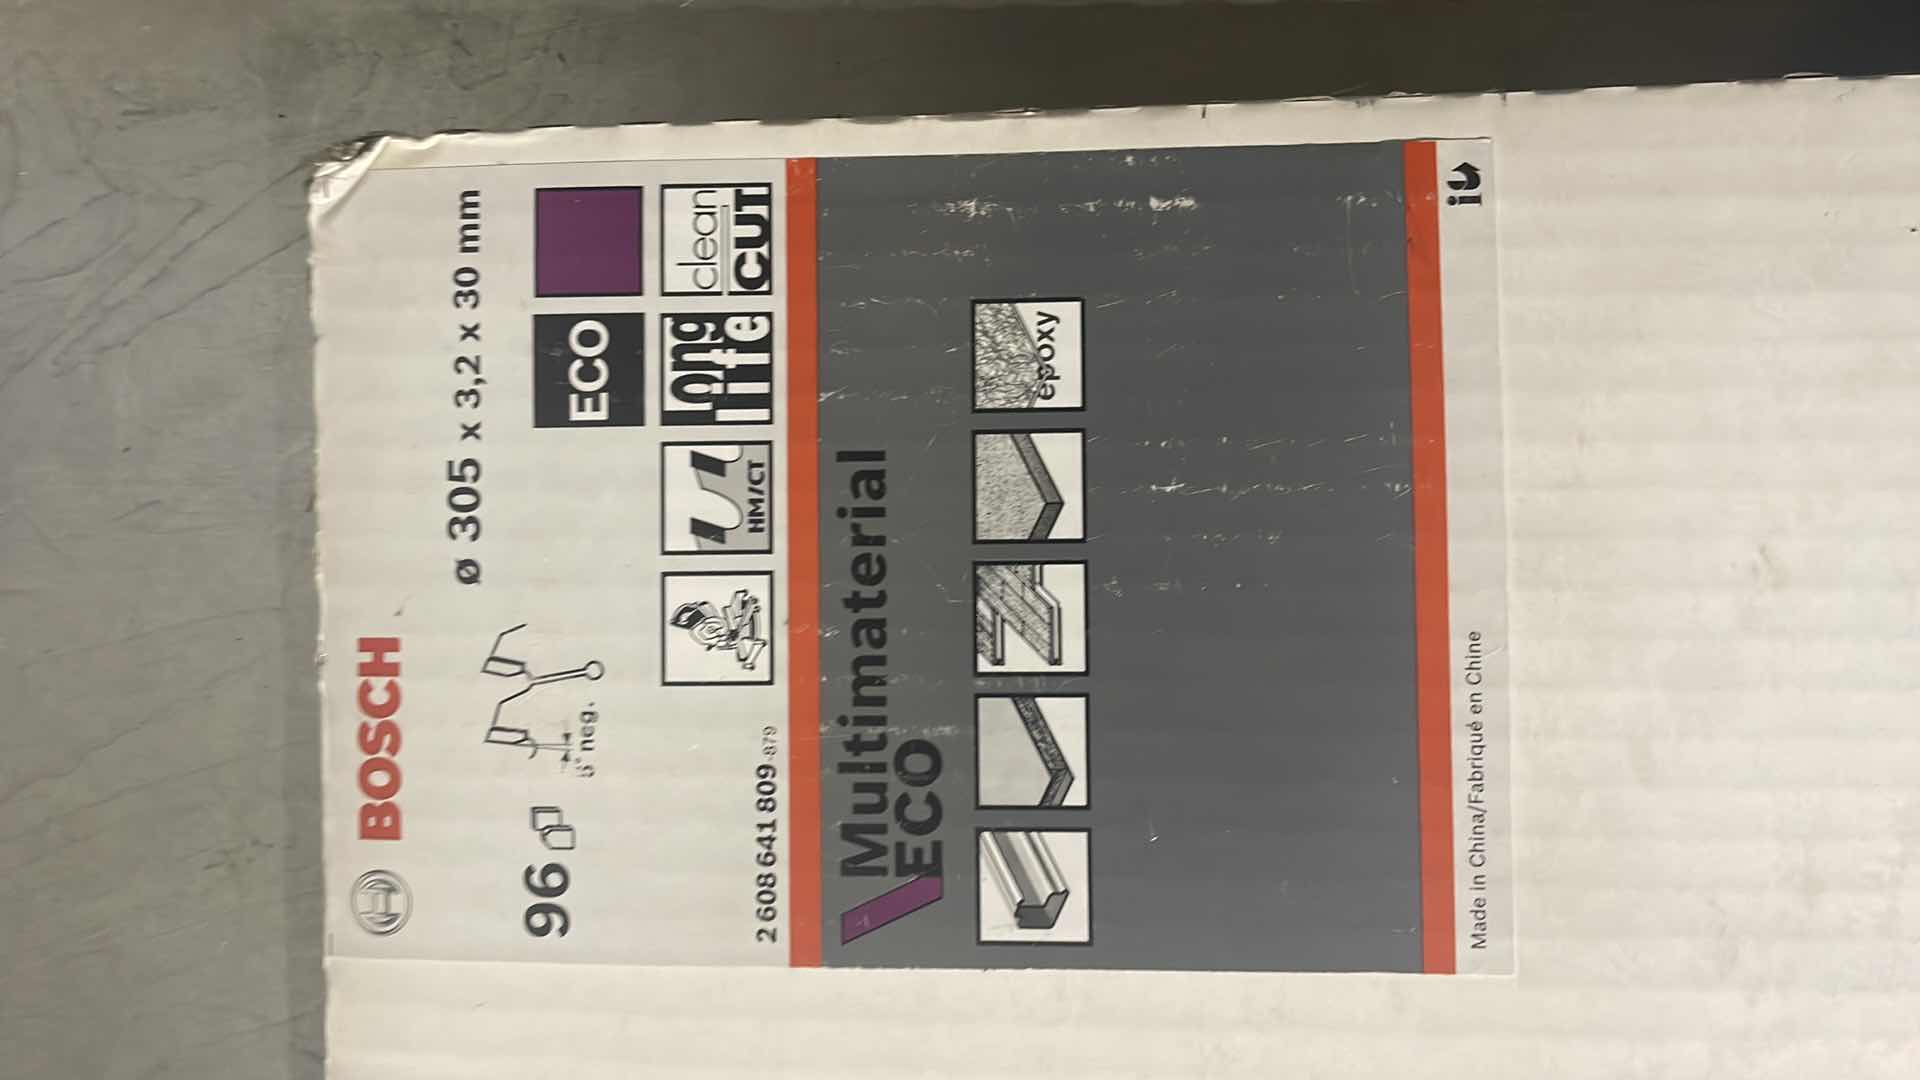 BOSCH
ø 305 x 3,2 x 30 mm
96
5° neg.
ECO
2 608 641 809-879
HM/CT
long
life
clean
CUT
Multimaterial
ECO
epoxy
Made in China/Fabriqué en Chine